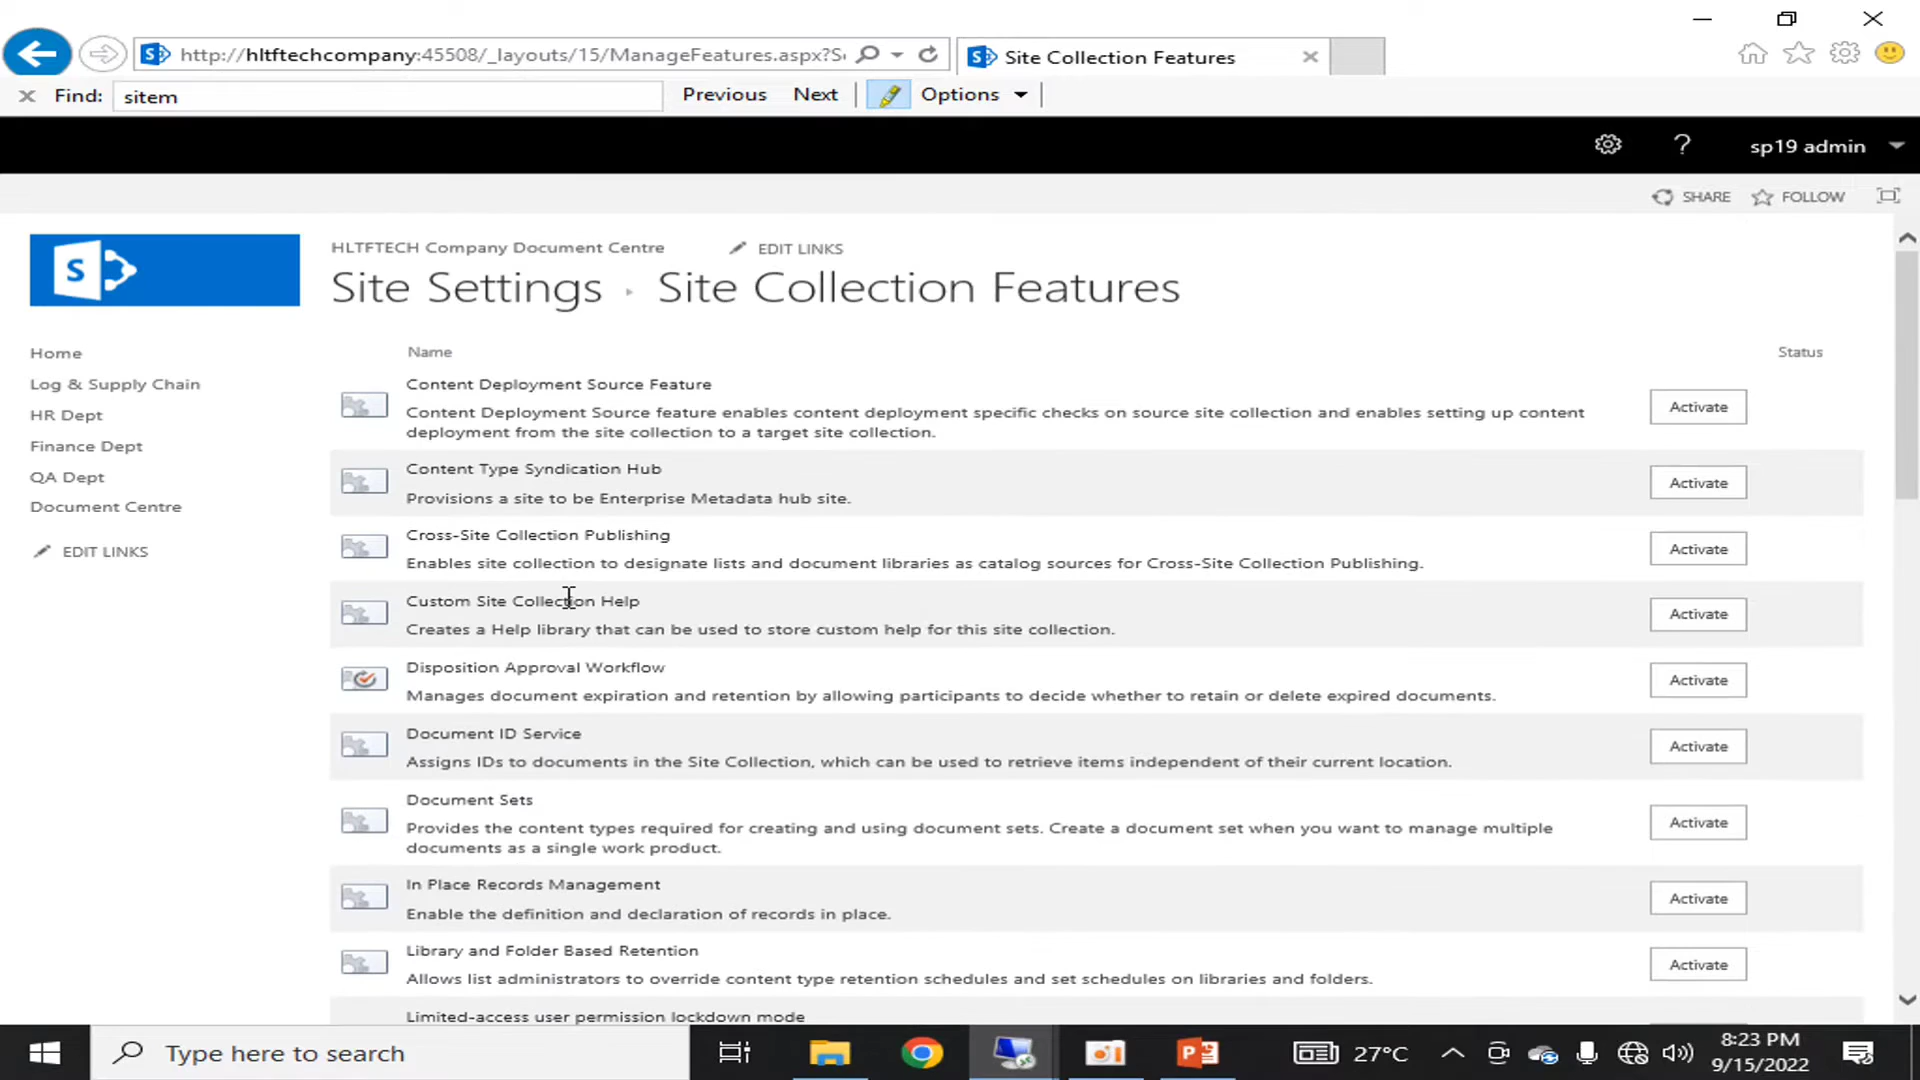 http://hltftechcompany:45508/_layouts/15/ManageFeatures.aspx?S
Site Collection Features
Find: sitem Previous Next Options
sp19 admin
SHARE FOLLOW
S
HLTFTECH Company Document Centre EDIT LINKS
Site Settings Site Collection Features
Home
Log & Supply Chain
HR Dept
Finance Dept
QA Dept
Document Centre
EDIT LINKS
Name Status
Content Deployment Source Feature
Content Deployment Source feature enables content deployment specific checks on source site collection and enables setting up content
deployment from the site collection to a target site collection.
Activate
Content Type Syndication Hub
Provisions a site to be Enterprise Metadata hub site.
Activate
Cross-Site Collection Publishing
Enables site collection to designate lists and document libraries as catalog sources for Cross-Site Collection Publishing.
Activate
Custom Site Collection Help
Creates a Help library that can be used to store custom help for this site collection.
Activate
Disposition Approval Workflow
Manages document expiration and retention by allowing participants to decide whether to retain or delete expired documents.
Activate
Document ID Service
Assigns IDs to documents in the Site Collection, which can be used to retrieve items independent of their current location.
Activate
Document Sets
Provides the content types required for creating and using document sets. Create a document set when you want to manage multiple
documents as a single work product.
Activate
In Place Records Management
Enable the definition and declaration of records in place.
Activate
Library and Folder Based Retention
Allows list administrators to override content type retention schedules and set schedules on libraries and folders.
Activate
Limited-access user permission lockdown mode
Type here to search
27°C
8:23 PM
9/15/2022